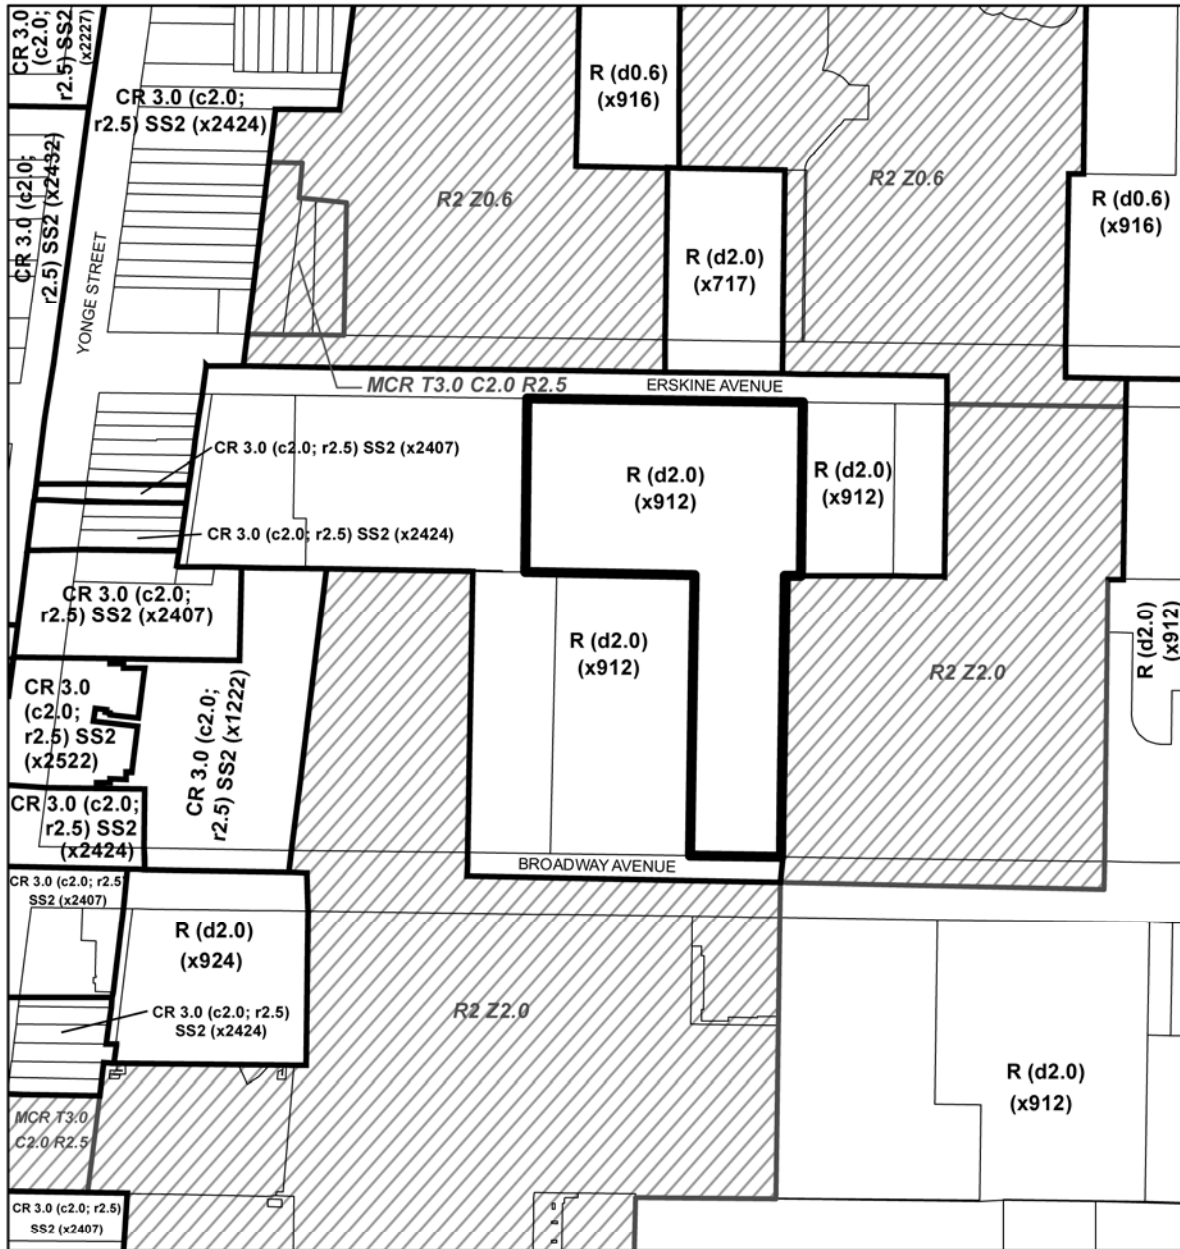 CR 3.0
(c2.0;
r2.5) SS2
(x2227)
CR 3.0 (c2.0;
r2.5) SS2 (x2424)
CR 3.0 (c2.0;
r2.5) SS2 (x2432)
YONGE STREET
R2 Z0.6
R (d0.6)
(x916)
R (d2.0)
(x717)
R2 Z0.6
R (d0.6)
(x916)
MCR T3.0 C2.0 R2.5
ERSKINE AVENUE
CR 3.0 (c2.0; r2.5) SS2 (x2407)
CR 3.0 (c2.0; r2.5) SS2 (x2424)
R (d2.0)
(x912)
R (d2.0)
(x912)
CR 3.0 (c2.0;
r2.5) SS2 (x2407)
R (d2.0)
(x912)
R (d2.0)
(x912)
R2 Z2.0
CR 3.0
(c2.0;
r2.5) SS2
(x2522)
CR 3.0 (c2.0;
r2.5) SS2 (x1222)
CR 3.0 (c2.0;
r2.5) SS2
(x2424)
BROADWAY AVENUE
CR 3.0 (c2.0; r2.5)
SS2 (x2407)
R (d2.0)
(x924)
CR 3.0 (c2.0; r2.5)
SS2 (x2424)
R2 Z2.0
R (d2.0)
(x912)
MCR T3.0
C2.0 R2.5
CR 3.0 (c2.0; r2.5)
SS2 (x2407)